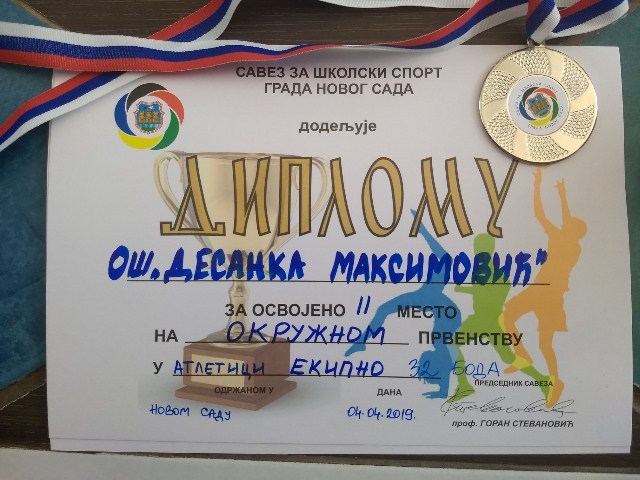 САВЕЗ ЗА ШКОЛСКИ СПОРТ
ГРАДА НОВОГ САДА
додељује
ДИПЛОМУ
ОШ. ДЕСАНКА МАКСИМОВИЋ"
ЗА ОСВОЈЕНО II МЕСТО
НА ОКРУЖНОМ ПРВЕНСТВУ
У АТЛЕТИЦИ ЕКИПНО 32 БОДА
ОДРЖАНОМ У ДАНА ПРЕДСЕДНИК САВЕЗА
НОВОМ САДУ 04.04.2019.
проф. ГОРАН СТЕВАНОВИЋ